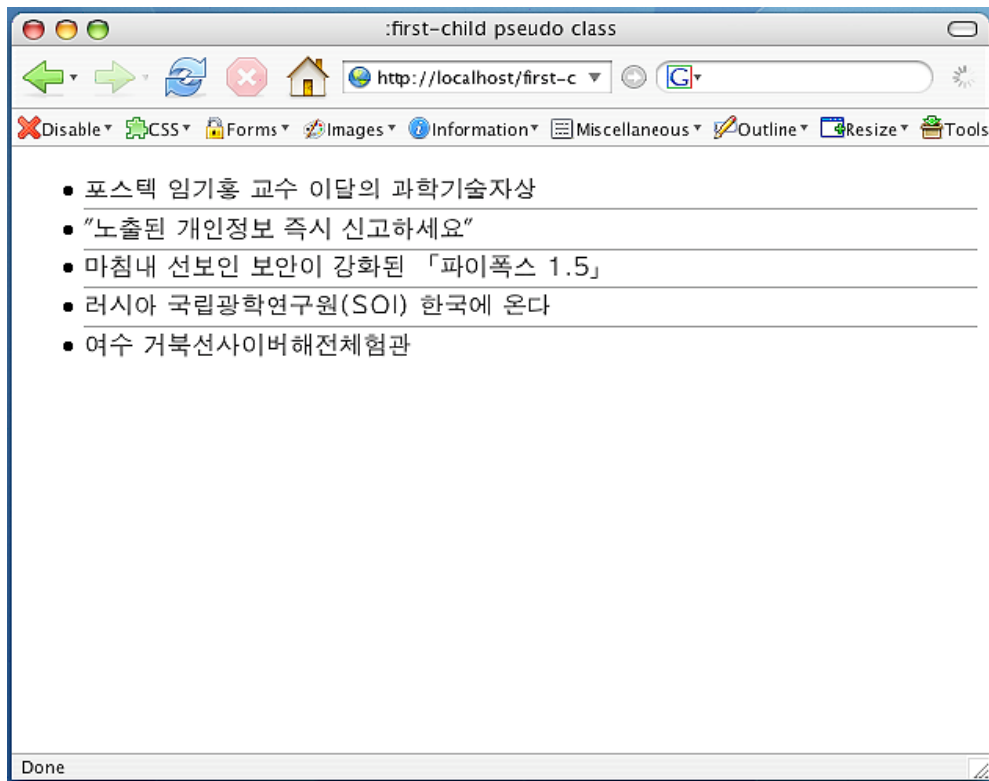 :first-child pseudo class
http://localhost/first-c
G
Disable CSS Forms Images Information Miscellaneous Outline Resize Tools
포스텍 임기홍 교수 이달의 과학기술자상
"노출된 개인정보 즉시 신고하세요"
마침내 선보인 보안이 강화된 「파이폭스 1.5」
러시아 국립광학연구원(SOI) 한국에 온다
여수 거북선사이버해전체험관
Done